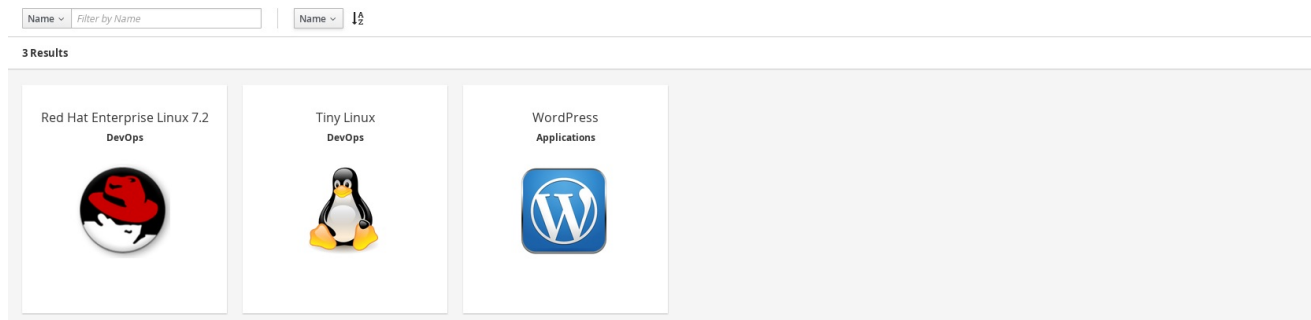 Name Filter by Name Name
3 Results
Red Hat Enterprise Linux 7.2
DevOps
Tiny Linux
DevOps
WordPress
Applications